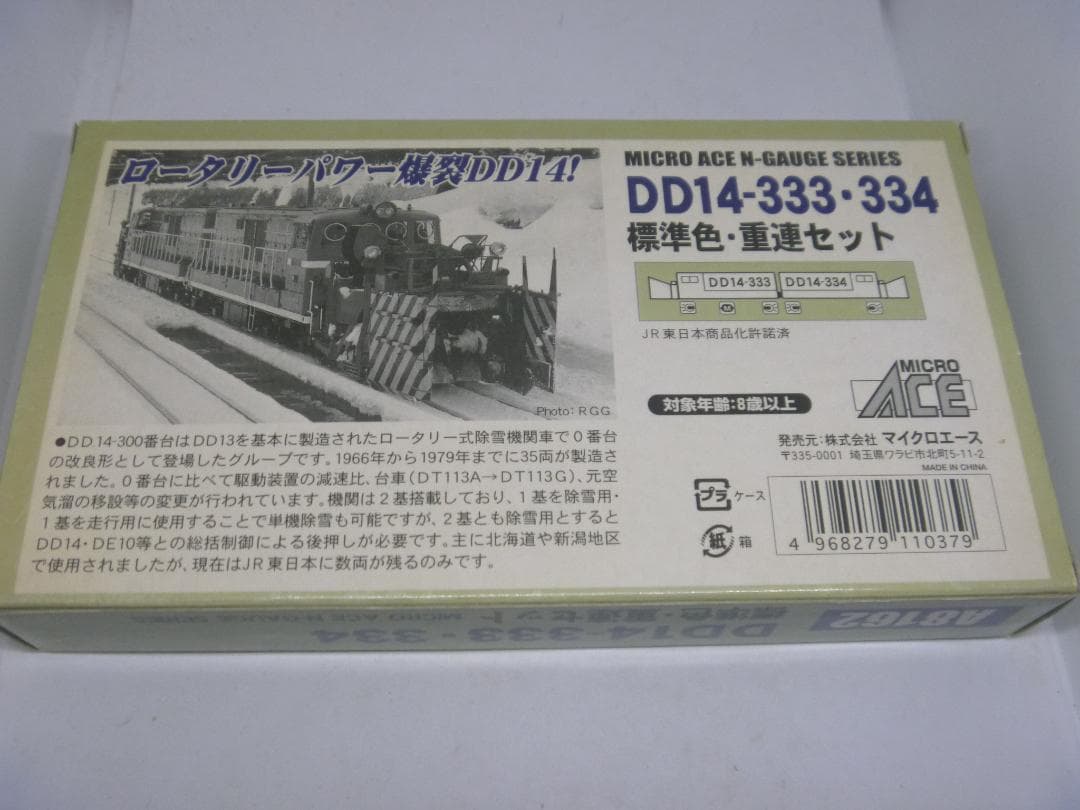 ロータリーパワー爆裂DD14!
Photo: RGG
●DD14-300番台はDD13を基本に製造されたロータリー式除雪機関車で0番台
の改良形として登場したグループです。1966年から1979年までに35両が製造さ
れました。0番台に比べて駆動装置の減速比、台車(DT113A→DT113G)、元空
気溜の移設等の変更が行われています。機関は2基搭載しており、1基を除雪用・
1基を走行用に使用することで単機除雪も可能ですが、2基とも除雪用とすると
DD14・DE10等との総括制御による後押しが必要です。主に北海道や新潟地区
で使用されましたが、現在はJR東日本に数両が残るのみです。
MICRO ACE N-GAUGE SERIES
DD14-333・334
標準色・重連セット
DD14-333 DD14-334
M
JR東日本商品化許諾済
MICRO
ACE
対象年齢:8歳以上
発売元:株式会社 マイクロエース
〒335-0001 埼玉県ワラビ市北町5-11-2
MADE IN CHINA
プラ ケース
紙 箱
4 968279 110379
A8162
DD14-333・334
標準色・重連セット MICRO ACE N-GAUGE SERIES